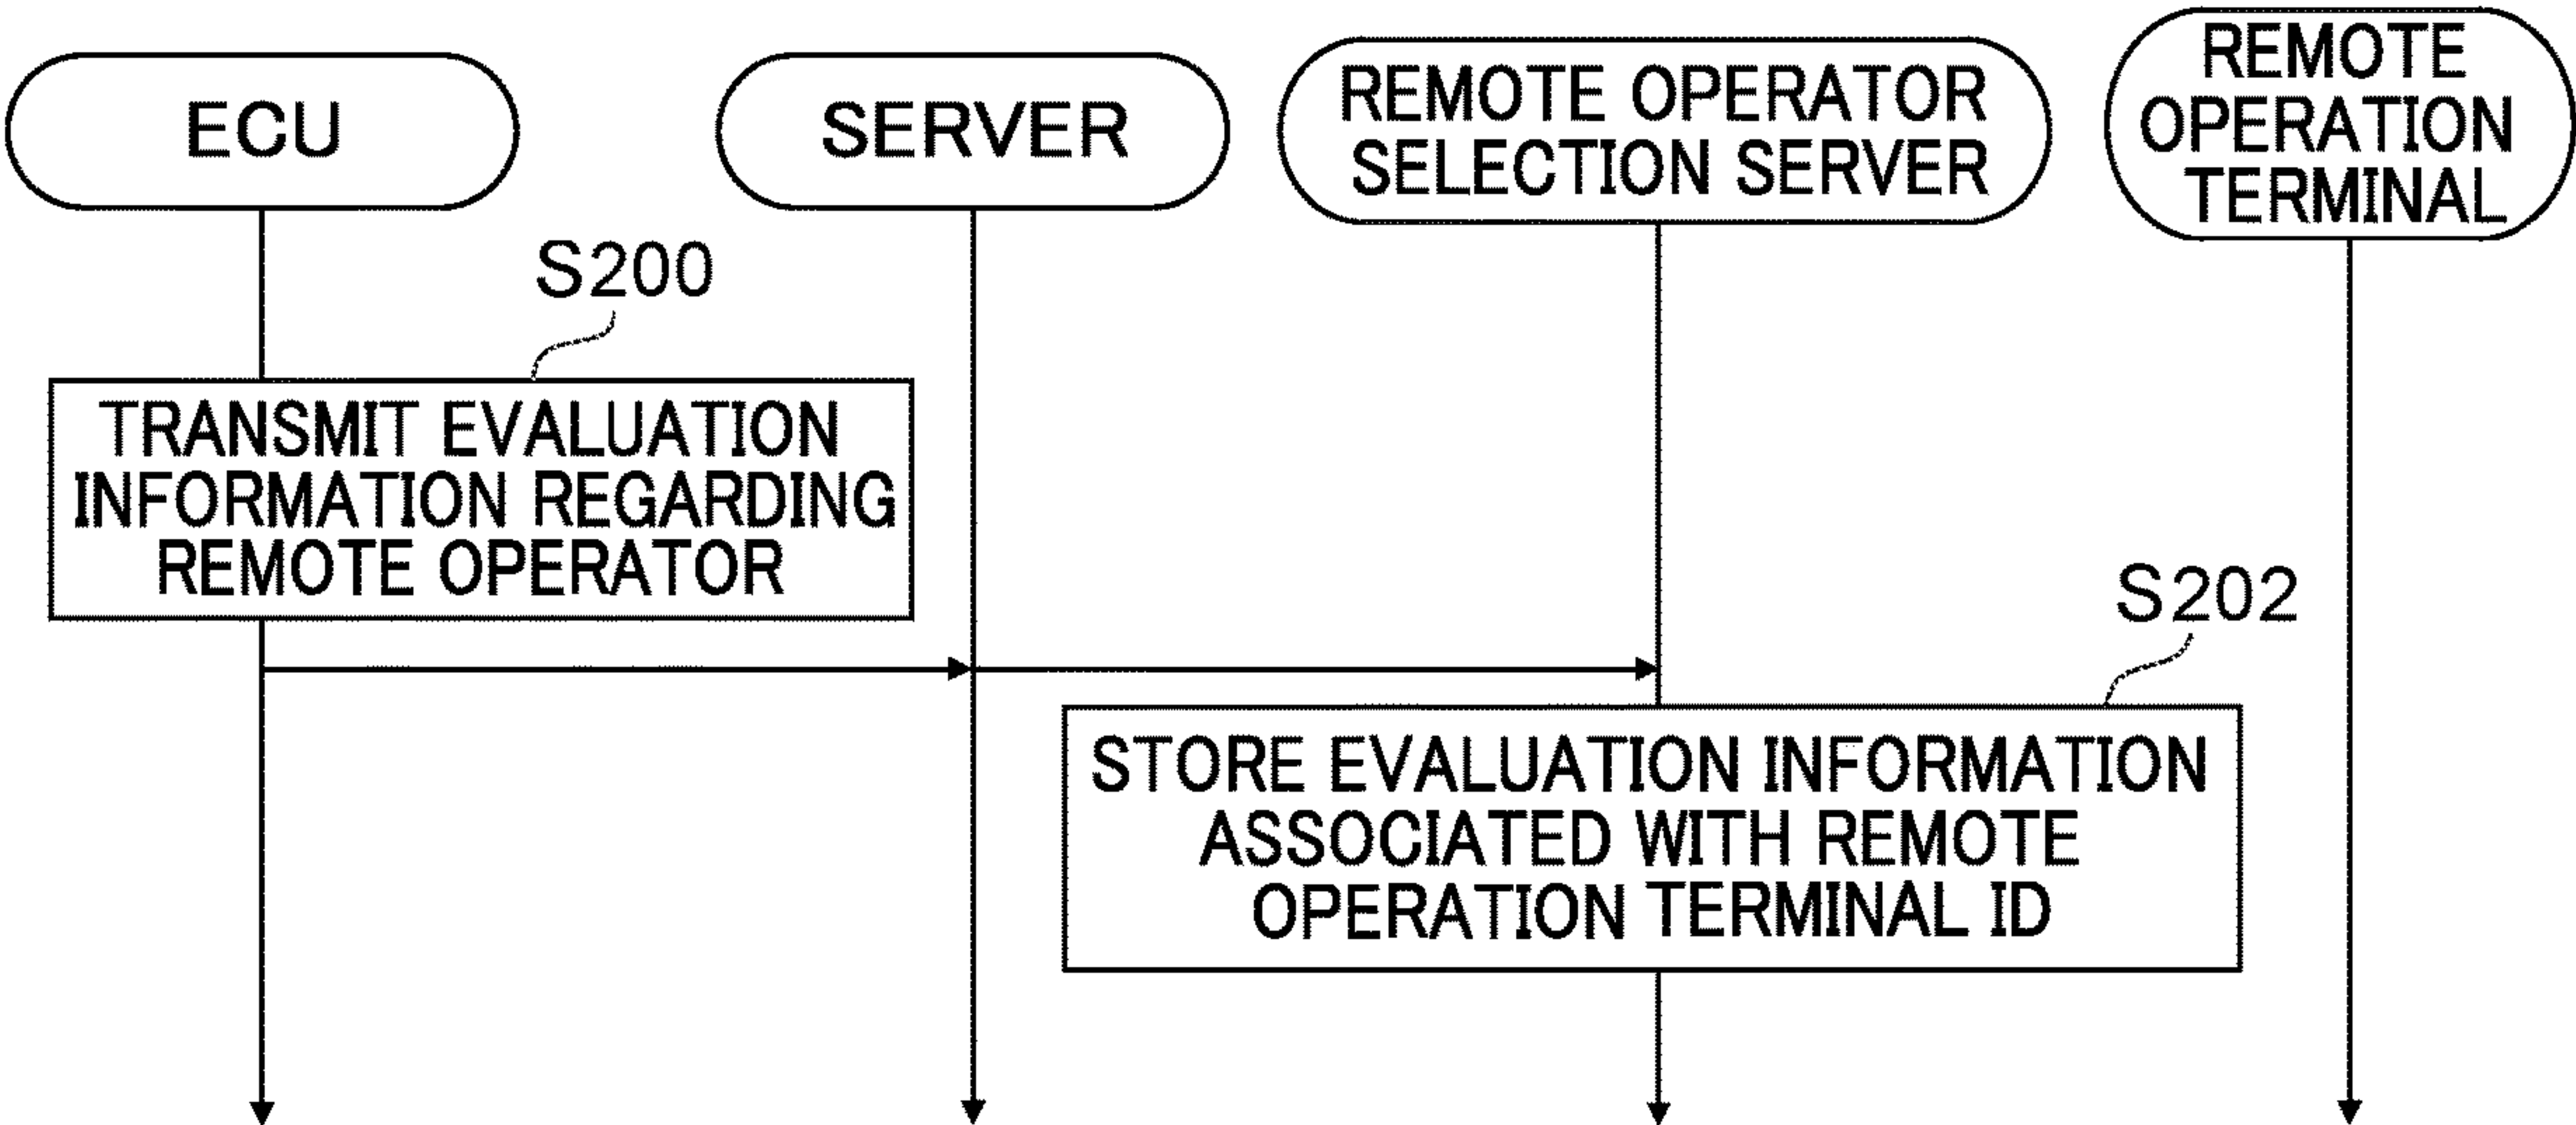 ECU
SERVER
REMOTE OPERATOR
SELECTION SERVER
REMOTE
OPERATION
TERMINAL
S200
TRANSMIT EVALUATION
INFORMATION REGARDING
REMOTE OPERATOR
S202
STORE EVALUATION INFORMATION
ASSOCIATED WITH REMOTE
OPERATION TERMINAL ID